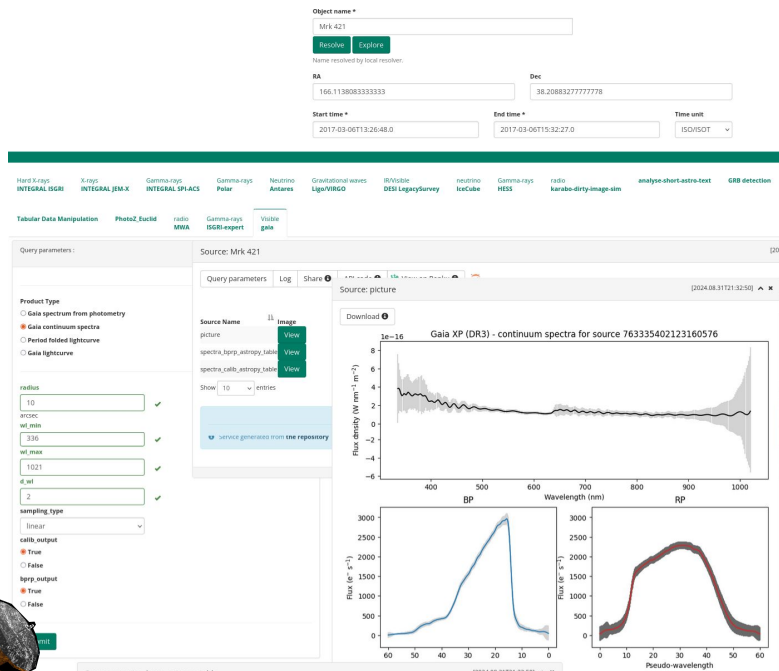 Object name *
Mrk 421
Resolve Explore
Name resolved by local resolver.
RA Dec
166.1138083333333 38.20883277777778
Start time * End time * Time unit
2017-03-06T13:26:48.0 2017-03-06T15:32:27.0 ISO/ISOT
Hard X-rays X-rays Gamma-rays Gamma-rays Neutrino Gravitational waves IR/Visible neutrino Gamma-rays radio analyse-short-astro-text GRB detection
INTEGRAL ISGRI INTEGRAL JEM-X INTEGRAL SPI-ACS Polar Antares Ligo/VIRGO DESI LegacySurvey IceCube HESS karabo-dirty-image-sim
Tabular Data Manipulation PhotoZ_Euclid radio Gamma-rays Visible
MWA ISGRI-expert gaia
Query parameters :
Source: Mrk 421 [20
Query parameters Log Share
Source: picture [2024.08.31T21:32:50]
Download
Product Type
Gaia spectrum from photometry
Gaia continuum spectra
Period folded lightcurve
Gaia lightcurve
Source Name Image
picture View
spectra_bprp_astropy_table View
spectra_calib_astropy_table View
Show 10 entries
service generated from the repository
radius
10
arcsec
wl_min
336
wl_max
1021
d_wl
2
sampling_type
linear
calib_output
True
False
bprp_output
True
False
1e−16 Gaia XP (DR3) - continuum spectra for source 763335402123160576
Flux density (W nm⁻¹ m⁻²)
8
6
4
2
0
−2
−4
−6
400 500 600 700 800 900 1000
Wavelength (nm)
BP RP
Flux (e⁻ s⁻¹)
3000
2500
2000
1500
1000
500
0
60 50 40 30 20 10 0
Flux (e⁻ s⁻¹)
3000
2500
2000
1500
1000
500
0
0 10 20 30 40 50 60
Pseudo-wavelength